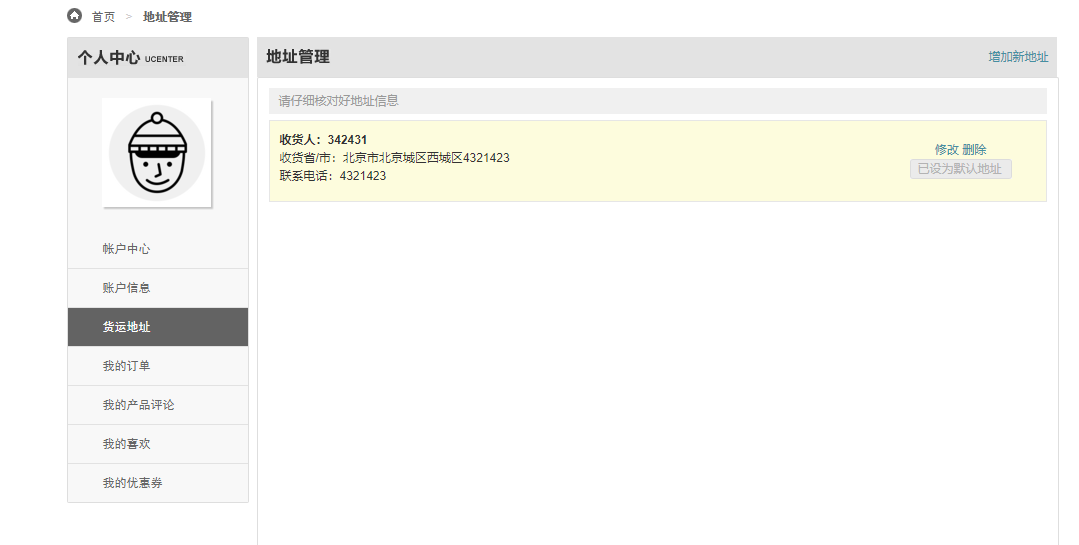 首页 > 地址管理
个人中心 UCENTER
帐户中心
账户信息
货运地址
我的订单
我的产品评论
我的喜欢
我的优惠券
地址管理
增加新地址
请仔细核对好地址信息
收货人：342431
收货省/市：北京市北京城区西城区4321423
联系电话：4321423
修改 删除
已设为默认地址